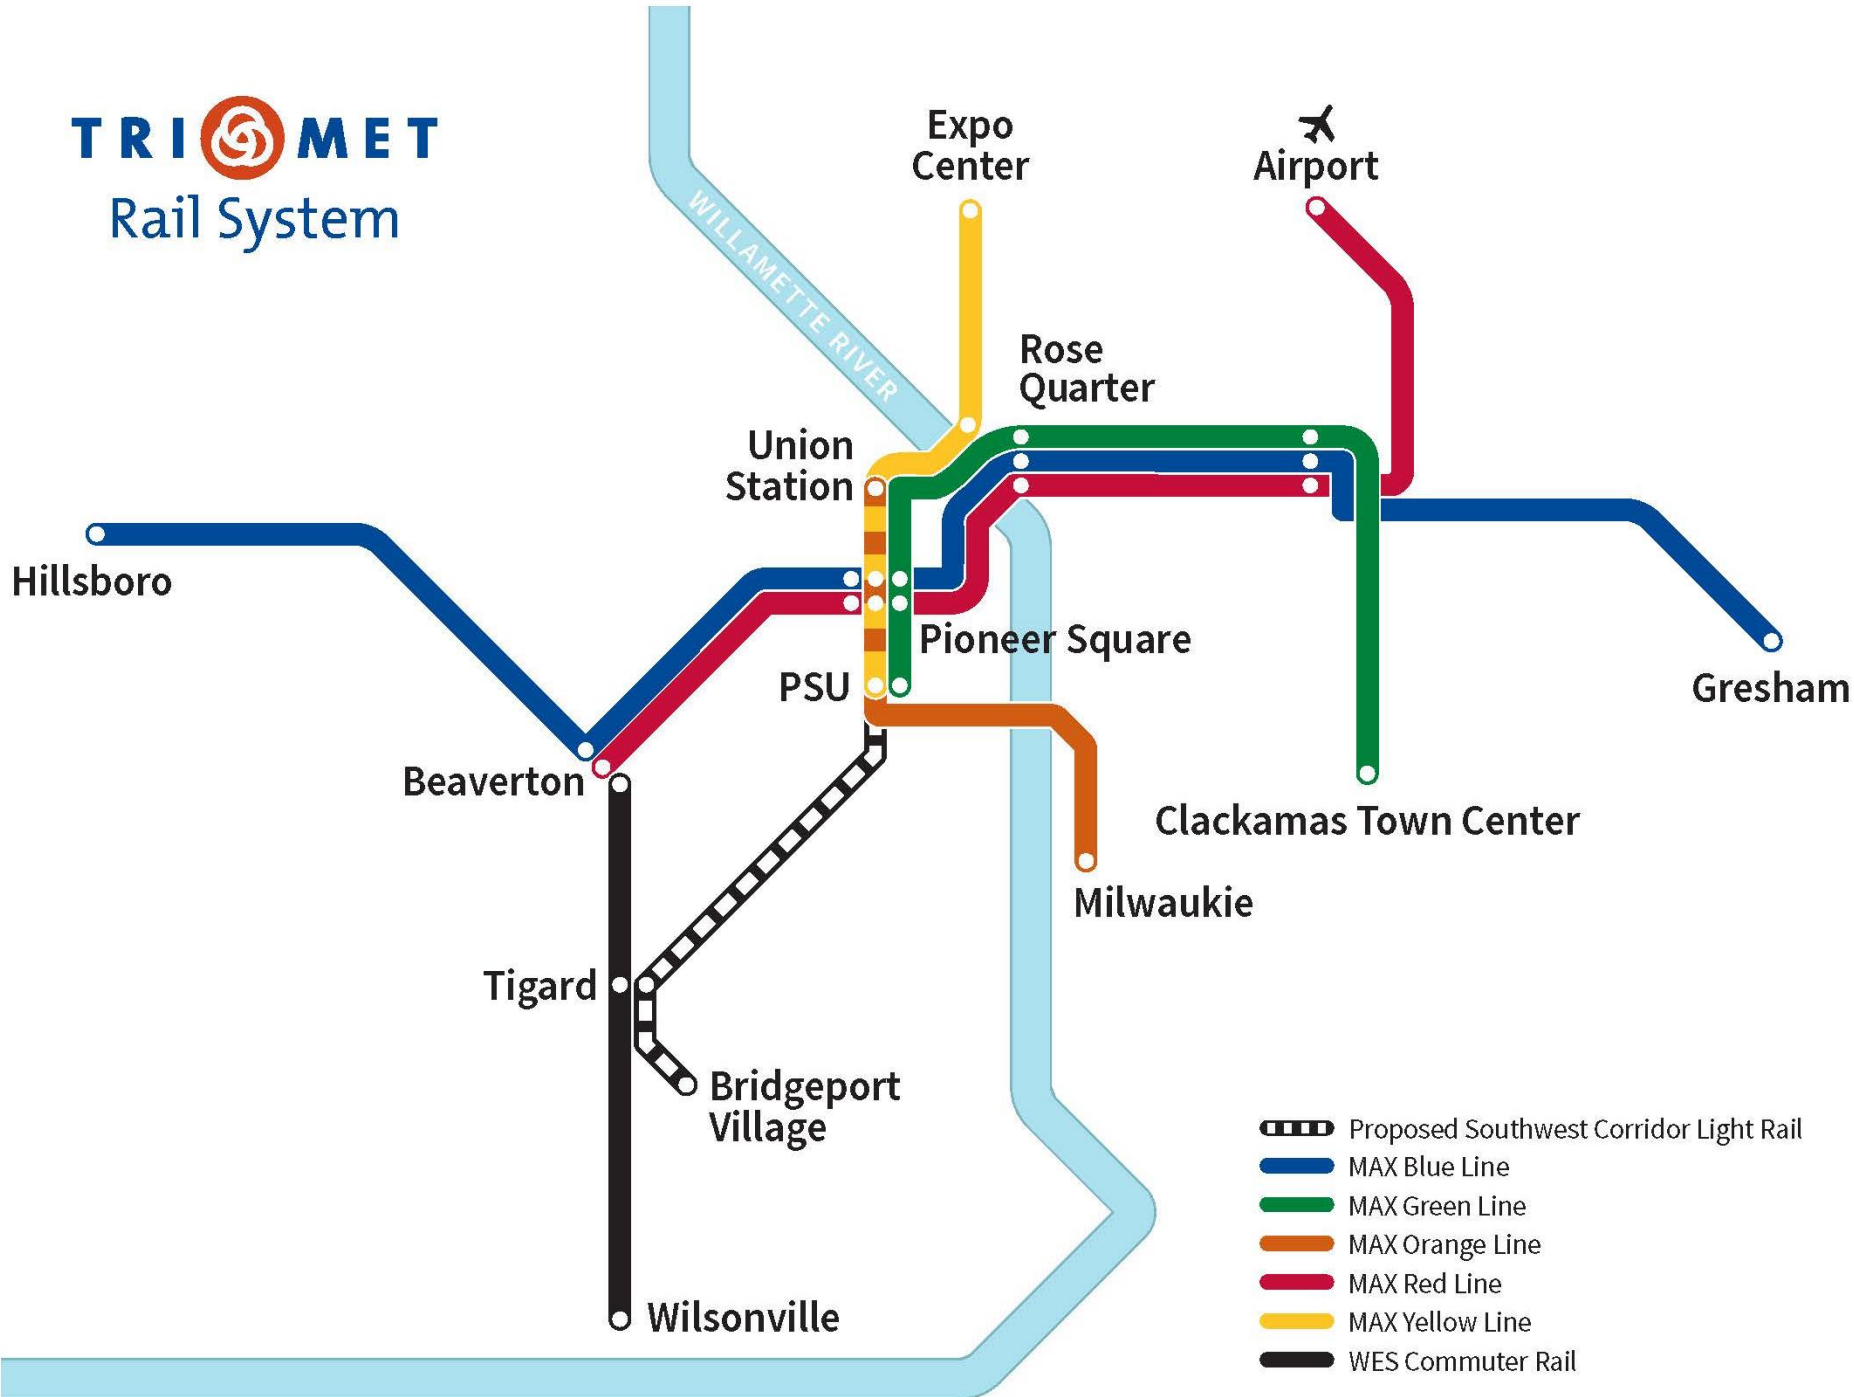 TRI MET
Rail System
WILLAMETTE RIVER
Expo
Center
Airport
Rose
Quarter
Union
Station
Hillsboro
Pioneer Square
PSU
Gresham
Beaverton
Clackamas Town Center
Milwaukie
Tigard
Bridgeport
Village
Wilsonville
Proposed Southwest Corridor Light Rail
MAX Blue Line
MAX Green Line
MAX Orange Line
MAX Red Line
MAX Yellow Line
WES Commuter Rail